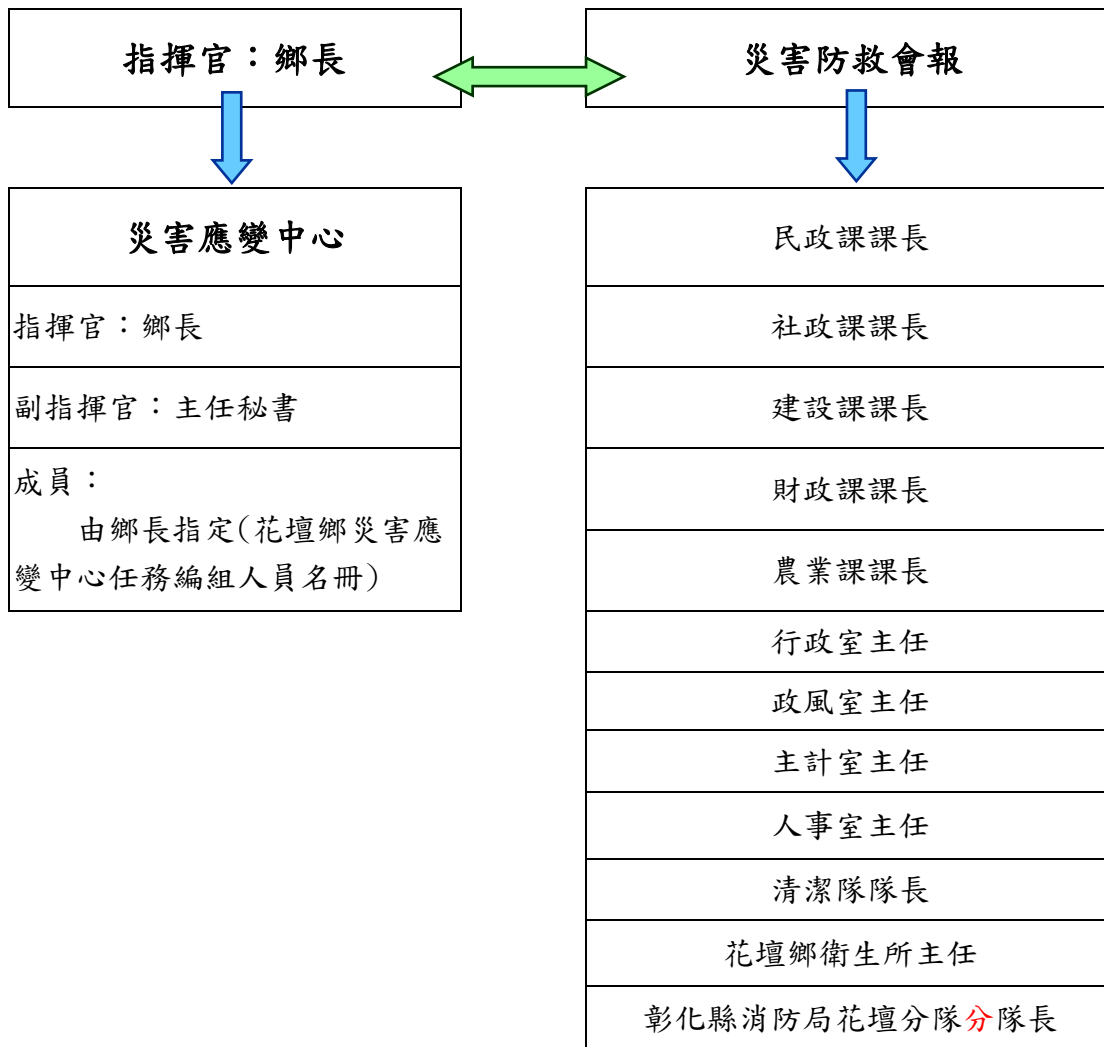 指揮官：鄉長
災害防救會報
災害應變中心
指揮官：鄉長
副指揮官：主任秘書
成員：
由鄉長指定(花壇鄉災害應
變中心任務編組人員名冊)
民政課課長
社政課課長
建設課課長
財政課課長
農業課課長
行政室主任
政風室主任
主計室主任
人事室主任
清潔隊隊長
花壇鄉衛生所主任
彰化縣消防局花壇分隊分隊長